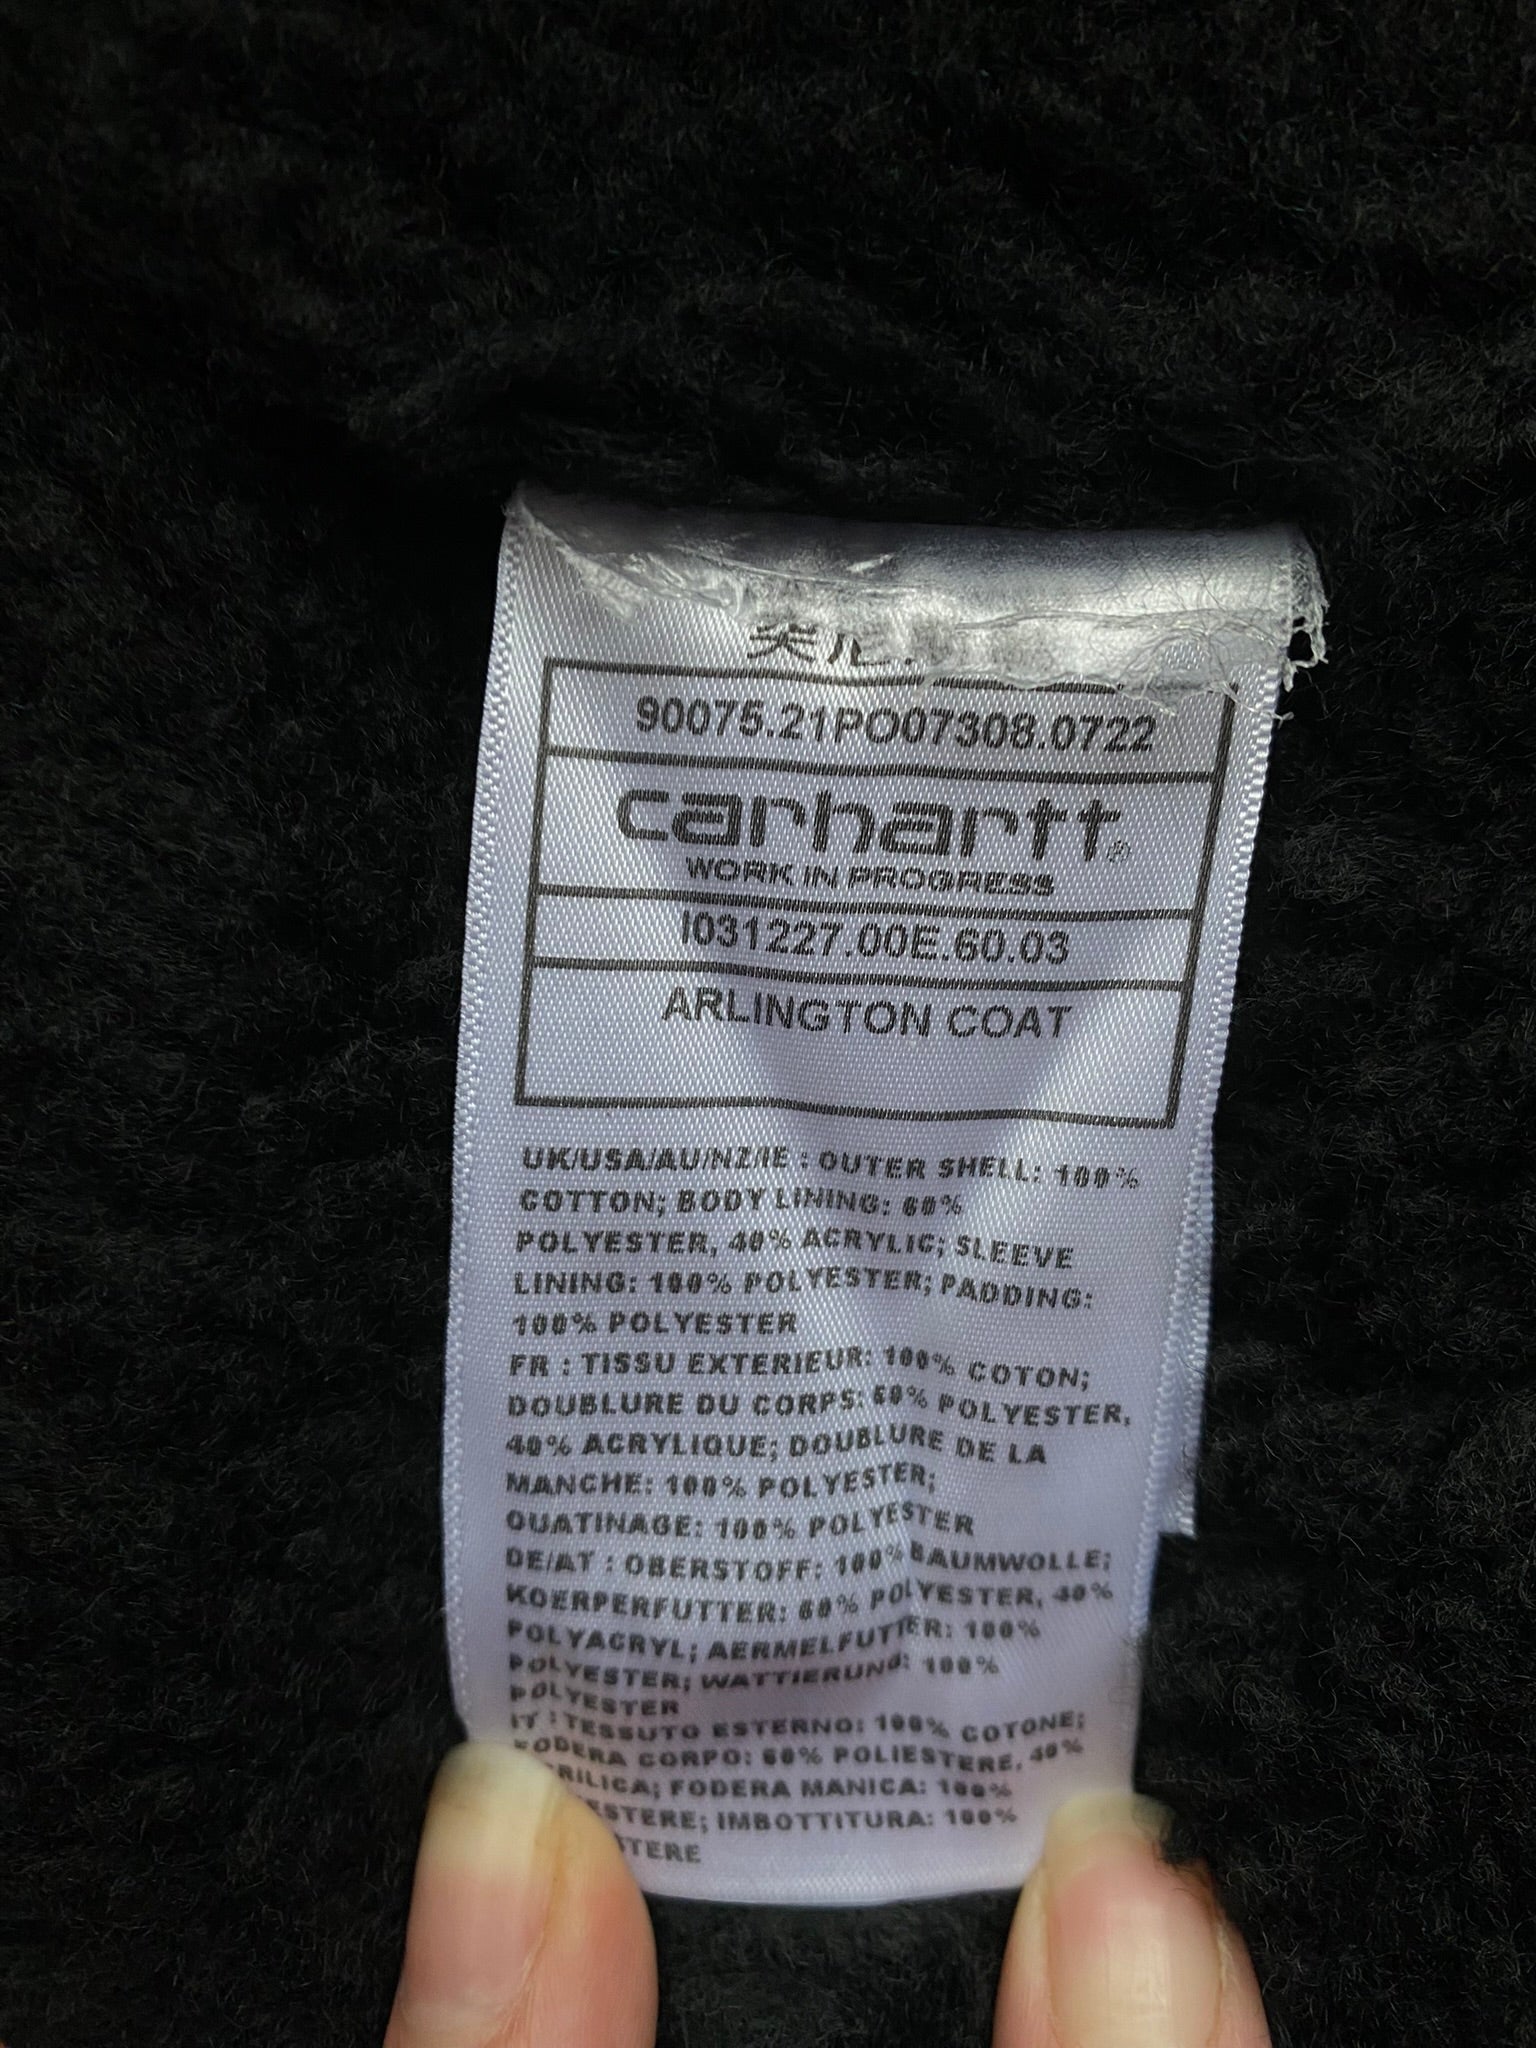 90075.21PO07308.0722
carhartt®
WORK IN PROGRESS
I031227.00E.60.03
ARLINGTON COAT
UK/USA/AU/NZ/IE : OUTER SHELL: 100%
COTTON; BODY LINING: 60%
POLYESTER, 40% ACRYLIC; SLEEVE
LINING: 100% POLYESTER; PADDING:
100% POLYESTER
FR : TISSU EXTERIEUR: 100% COTON;
DOUBLURE DU CORPS: 60% POLYESTER,
40% ACRYLIQUE; DOUBLURE DE LA
MANCHE: 100% POLYESTER;
OUATINAGE: 100% POLYESTER
DE/AT : OBERSTOFF: 100% BAUMWOLLE;
KOERPERFUTTER: 60% POLYESTER, 40%
POLYACRYL; AERMELFUTTER: 100%
POLYESTER; WATTIERUNG: 100%
POLYESTER
IT : TESSUTO ESTERNO: 100% COTONE;
FODERA CORPO: 60% POLIESTERE, 40%
RILICA; FODERA MANICA: 100%
ESTERE; IMBOTTITURA: 100%
STERE